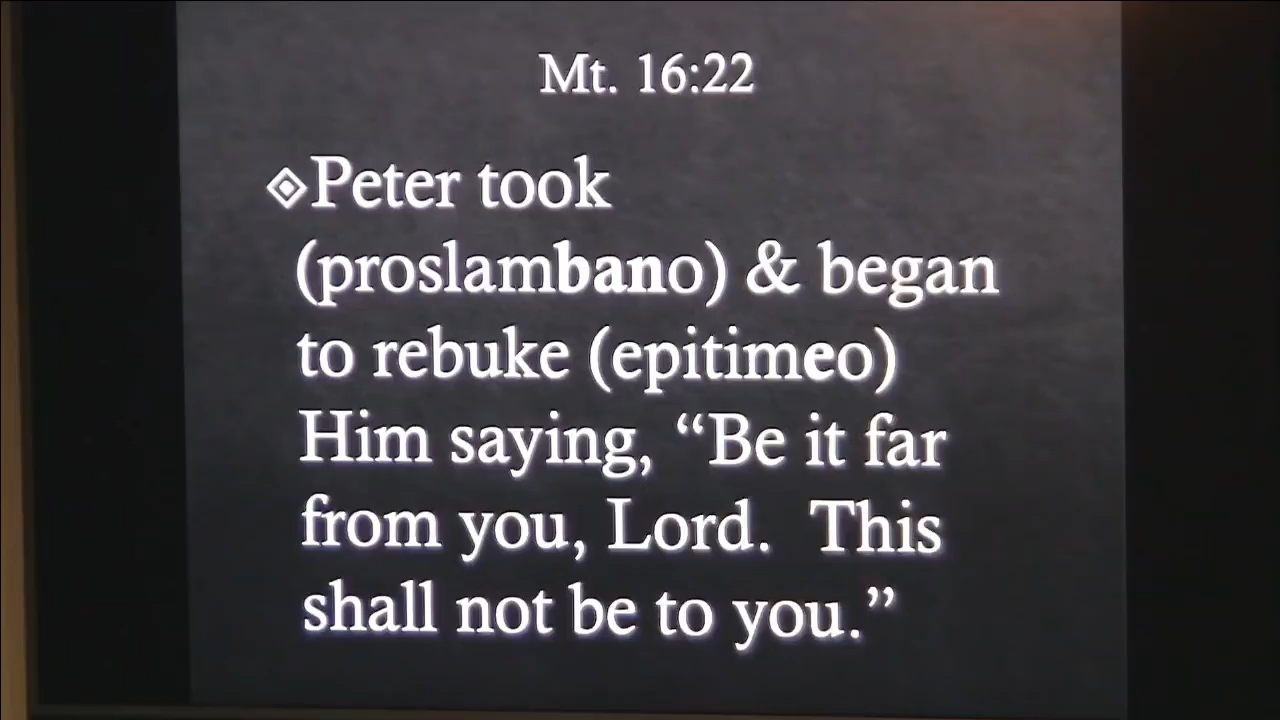 Mt. 16:22
Peter took
(proslambano) & began
to rebuke (epitimeo)
Him saying, “Be it far
from you, Lord.  This
shall not be to you.”